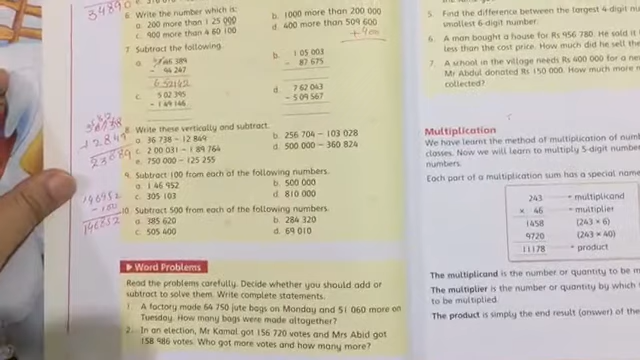 34890
6. Write the number which is:
a. 200 more than 1 25 000
b. 1000 more than 200 000
c. 900 more than 4 60 100
d. 400 more than 509 600
+ 400
7. Subtract the following.
b. 1 05 003
- 87 675
- 94 247
c. 5 02 395
- 1 49 146
d. 7 62 043
- 5 09 567
+ 2849
23689
8. Write these vertically and subtract.
a. 36 738 – 12 849
b. 256 704 – 103 028
c. 2 00 031 – 1 89 764
d. 500 000 – 360 824
e. 750 000 – 125 255
9. Subtract 100 from each of the following numbers.
a. 1 46 952
b. 500 000
c. 305 103
d. 810 000
146952
- 100
146852
10. Subtract 500 from each of the following numbers.
a. 385 620
b. 284 320
c. 505 400
d. 69 010
Word Problems
Read the problems carefully. Decide whether you should add or
subtract to solve them. Write complete statements.
1. A factory made 64 750 jute bags on Monday and 51 060 more on
Tuesday. How many bags were made altogether?
2. In an election, Mr Kamal got 156 720 votes and Mrs Abid got
158 986 votes. Who got more votes and how many more?
5. Find the difference between the largest 4-digit
smallest 6-digit number.
6. A man bought a house for Rs 956 780. He sold it
less than the cost price. How much did he sell the
7. A school in the village needs Rs 600 000 for a ne
Mr Abdul donated Rs 150 000. How much more m
collected?
Multiplication
We have learnt the method of multiplication of num
classes. Now we will learn to multiply 5-digit number
numbers.
Each part of a multiplication sum has a special name
243 multiplicand
× 46 multiplier
1458 (243 × 6)
9720 (243 × 40)
11178 product
The multiplicand is the number or quantity to be m
The multiplier is the number or quantity by which
to be multiplied.
The product is simply the end result (answer) of the